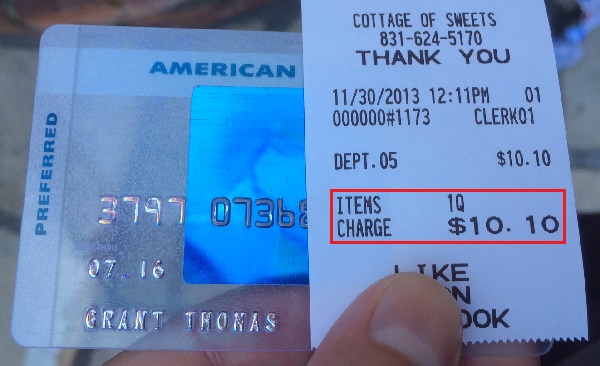 PREFERRED
AMERICAN
3797 07368
07.16
GRANT THOMAS
COTTAGE OF SWEETS
831-624-5170
THANK YOU
11/30/2013 12:11PM 01
000000#1173 CLERK01
DEPT.05 $10.10
ITEMS 1Q
CHARGE $10.10
LIKE